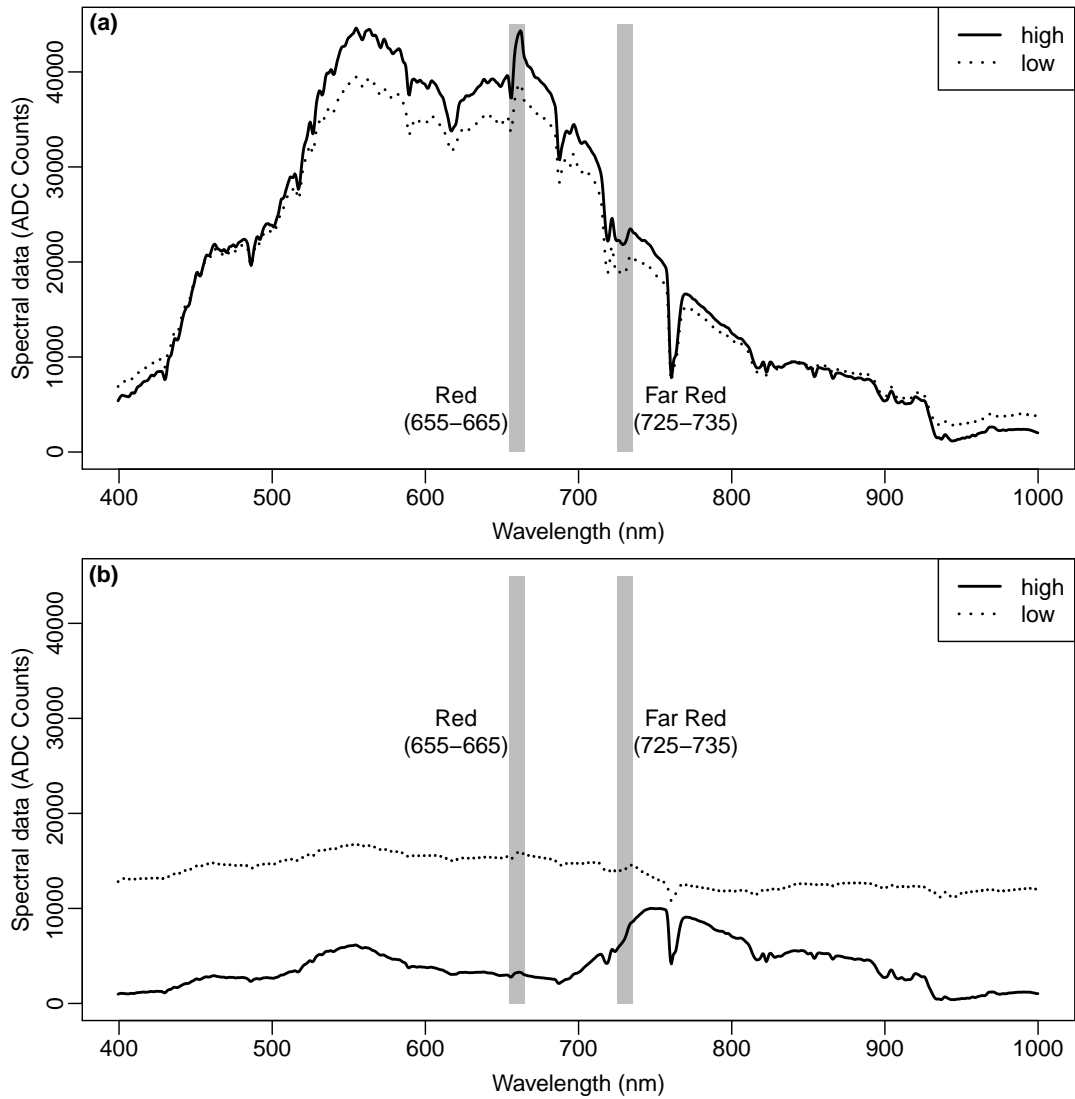 (a)
high
low
Spectral data (ADC Counts)
40000
30000
20000
10000
0
Red
(655−665)
Far Red
(725−735)
400
500
600
700
800
900
1000
Wavelength (nm)
(b)
high
low
Spectral data (ADC Counts)
40000
30000
20000
10000
0
Red
(655−665)
Far Red
(725−735)
400
500
600
700
800
900
1000
Wavelength (nm)